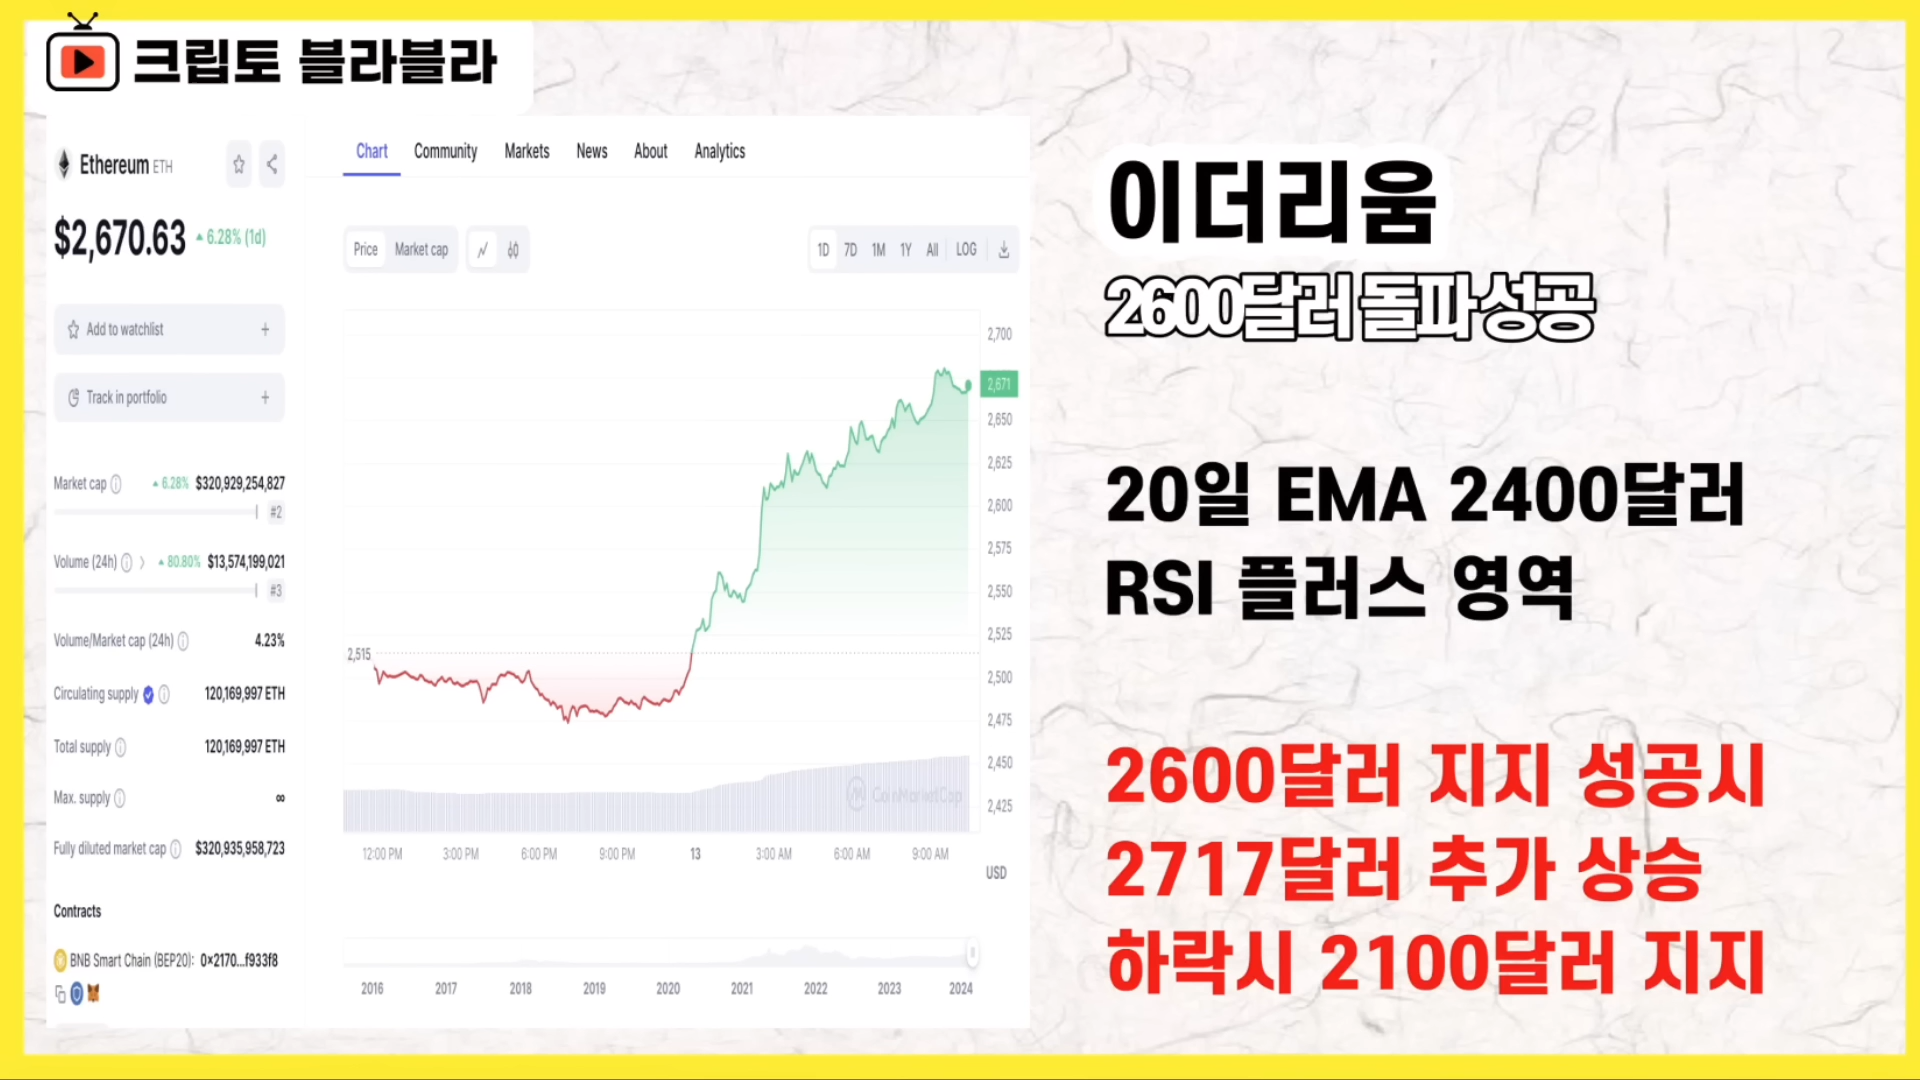 크립토 블라블라
Ethereum ETH
$2,670.63 6.28% (1d)
Add to watchlist +
Track in portfolio +
Market cap 6.28% $320,929,254,827
#2
Volume (24h) 80.80% $13,574,199,021
#3
Volume/Market cap (24h) 4.23%
Circulating supply 120,169,997 ETH
Total supply 120,169,997 ETH
Max. supply ∞
Fully diluted market cap $320,935,958,723
Contracts
BNB Smart Chain (BEP20): 0x2170...f933f8
Chart Community Markets News About Analytics
Price Market cap
1D 7D 1M 1Y All LOG
2,700
2,671
2,650
2,625
2,600
2,575
2,550
2,525
2,515
2,500
2,475
2,450
2,425
CoinMarketCap
12:00 PM 3:00 PM 6:00 PM 9:00 PM 13 3:00 AM 6:00 AM 9:00 AM
USD
2016 2017 2018 2019 2020 2021 2022 2023 2024
이더리움
2600달러 돌파 성공
20일 EMA 2400달러
RSI 플러스 영역
2600달러 지지 성공시
2717달러 추가 상승
하락시 2100달러 지지